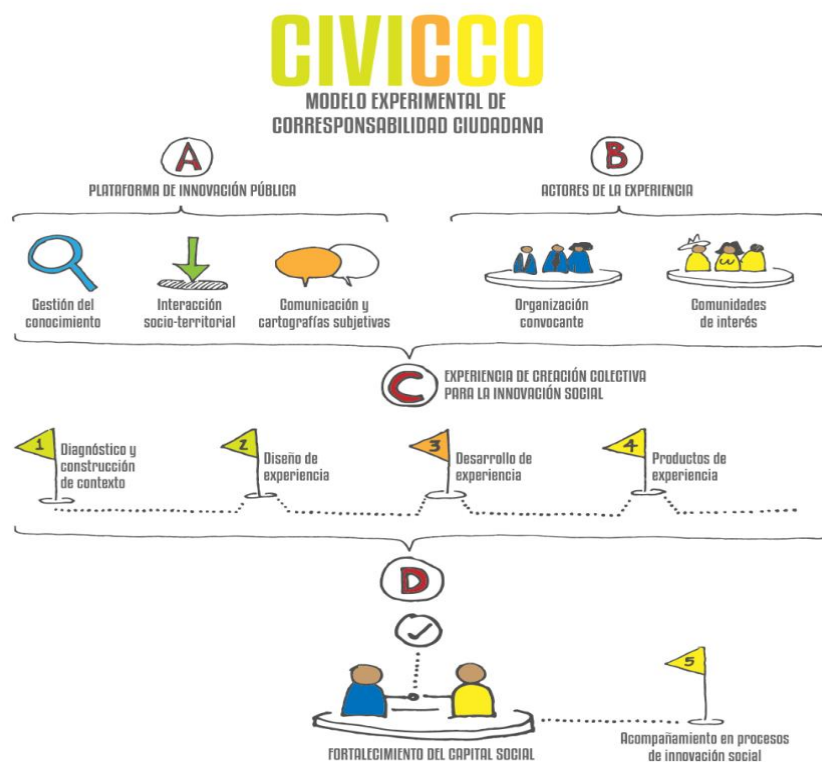 CIVICCO
MODELO EXPERIMENTAL DE
CORRESPONSABILIDAD CIUDADANA
A
PLATAFORMA DE INNOVACIÓN PÚBLICA
B
ACTORES DE LA EXPERIENCIA
Gestión del
conocimiento
Interacción
socio-territorial
Comunicación y
cartografías subjetivas
Organización
convocante
Comunidades
de interés
C
EXPERIENCIA DE CREACIÓN COLECTIVA
PARA LA INNOVACIÓN SOCIAL
1
Diagnóstico y
construcción
de contexto
2
Diseño de
experiencia
3
Desarrollo de
experiencia
4
Productos de
experiencia
D
FORTALECIMIENTO DEL CAPITAL SOCIAL
5
Acompañamiento en procesos
de innovación social